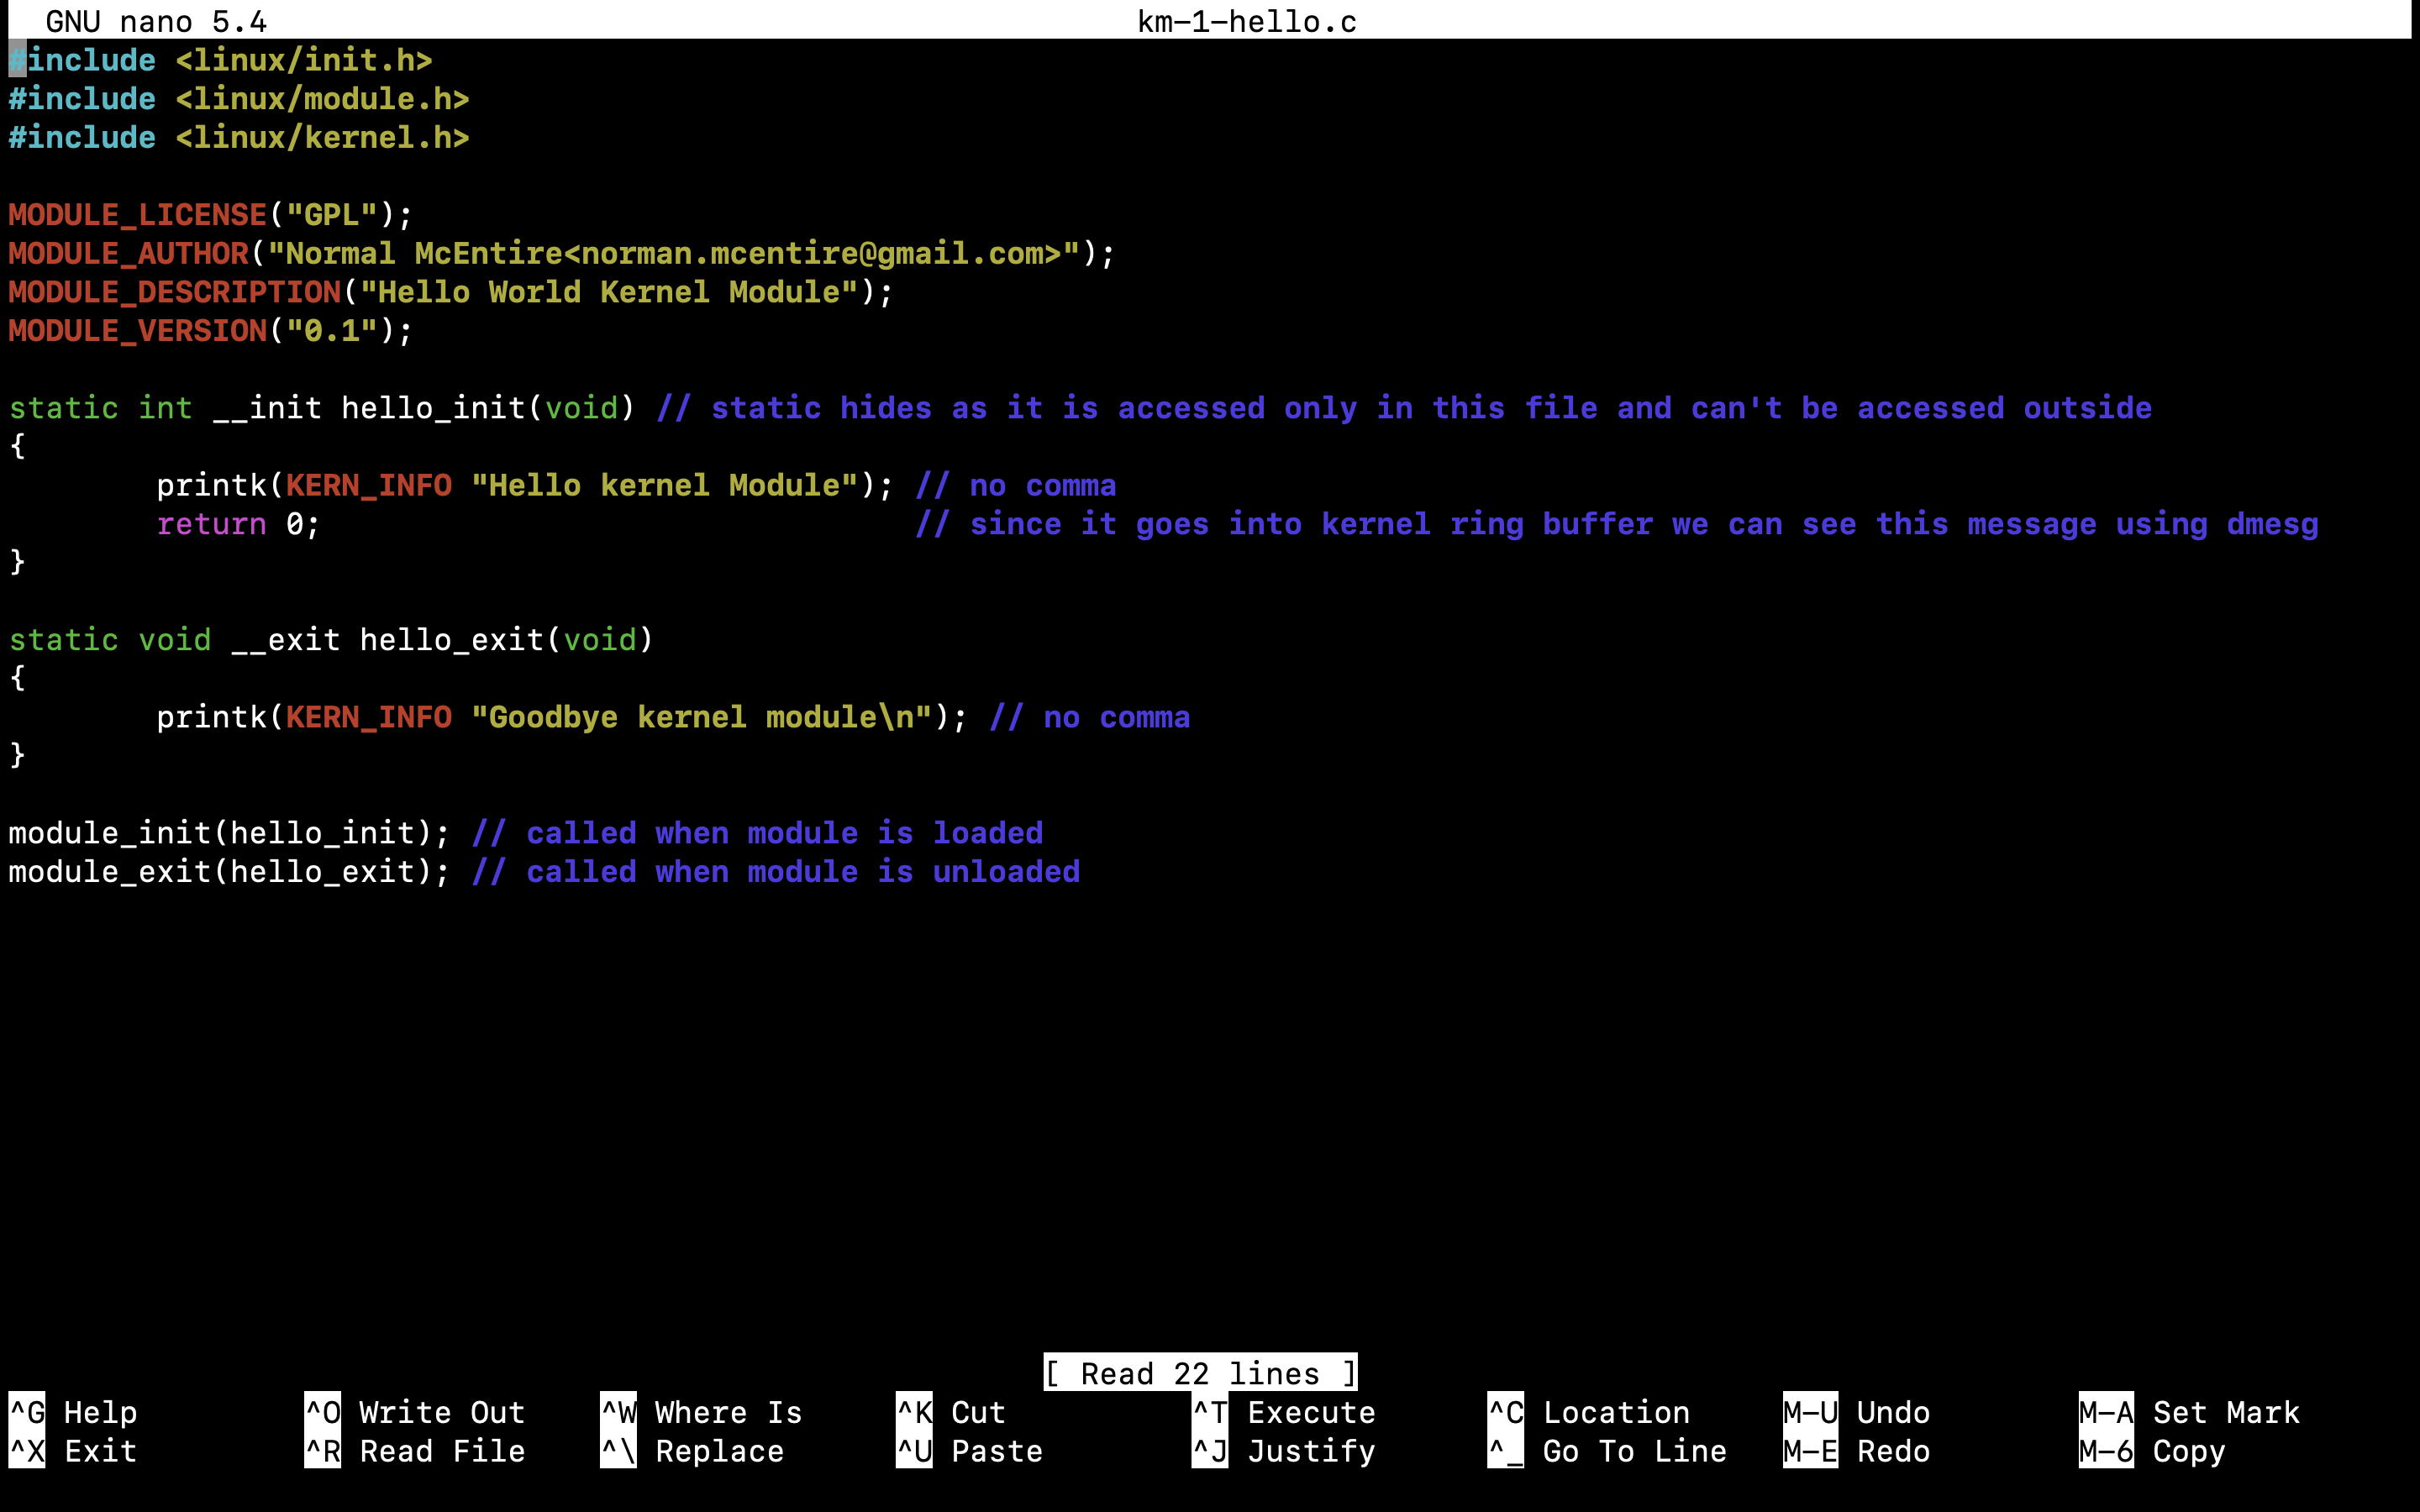 GNU nano 5.4 km-1-hello.c
#include <linux/init.h>
#include <linux/module.h>
#include <linux/kernel.h>
MODULE_LICENSE("GPL");
MODULE_AUTHOR("Normal McEntire<norman.mcentire@gmail.com>");
MODULE_DESCRIPTION("Hello World Kernel Module");
MODULE_VERSION("0.1");
static int __init hello_init(void) // static hides as it is accessed only in this file and can't be accessed outside
{
        printk(KERN_INFO "Hello kernel Module"); // no comma
        return 0;                                // since it goes into kernel ring buffer we can see this message using dmesg
}
static void __exit hello_exit(void)
{
        printk(KERN_INFO "Goodbye kernel module\n"); // no comma
}
module_init(hello_init); // called when module is loaded
module_exit(hello_exit); // called when module is unloaded
[ Read 22 lines ]
^G Help ^O Write Out ^W Where Is ^K Cut ^T Execute ^C Location M-U Undo M-A Set Mark
^X Exit ^R Read File ^\ Replace ^U Paste ^J Justify ^_ Go To Line M-E Redo M-6 Copy